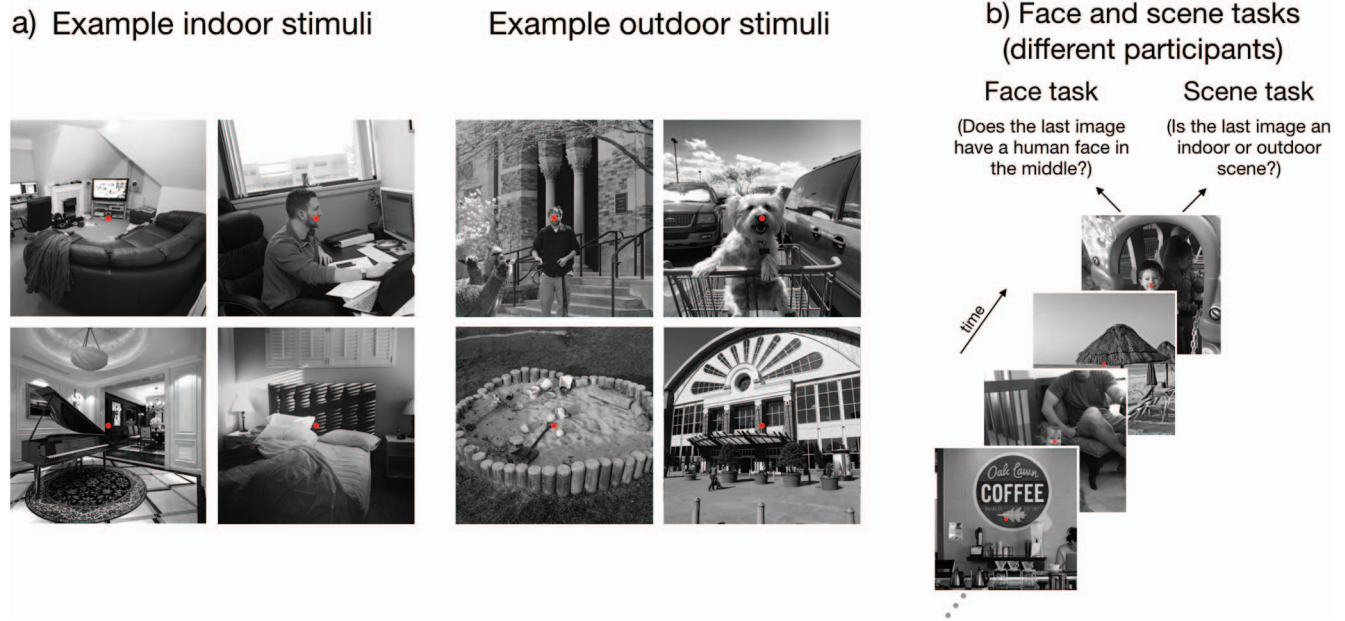 a) Example indoor stimuli
Example outdoor stimuli
b) Face and scene tasks
(different participants)
Face task
(Does the last image
have a human face in
the middle?)
Scene task
(Is the last image an
indoor or outdoor
scene?)
time
Oak Lawn
COFFEE